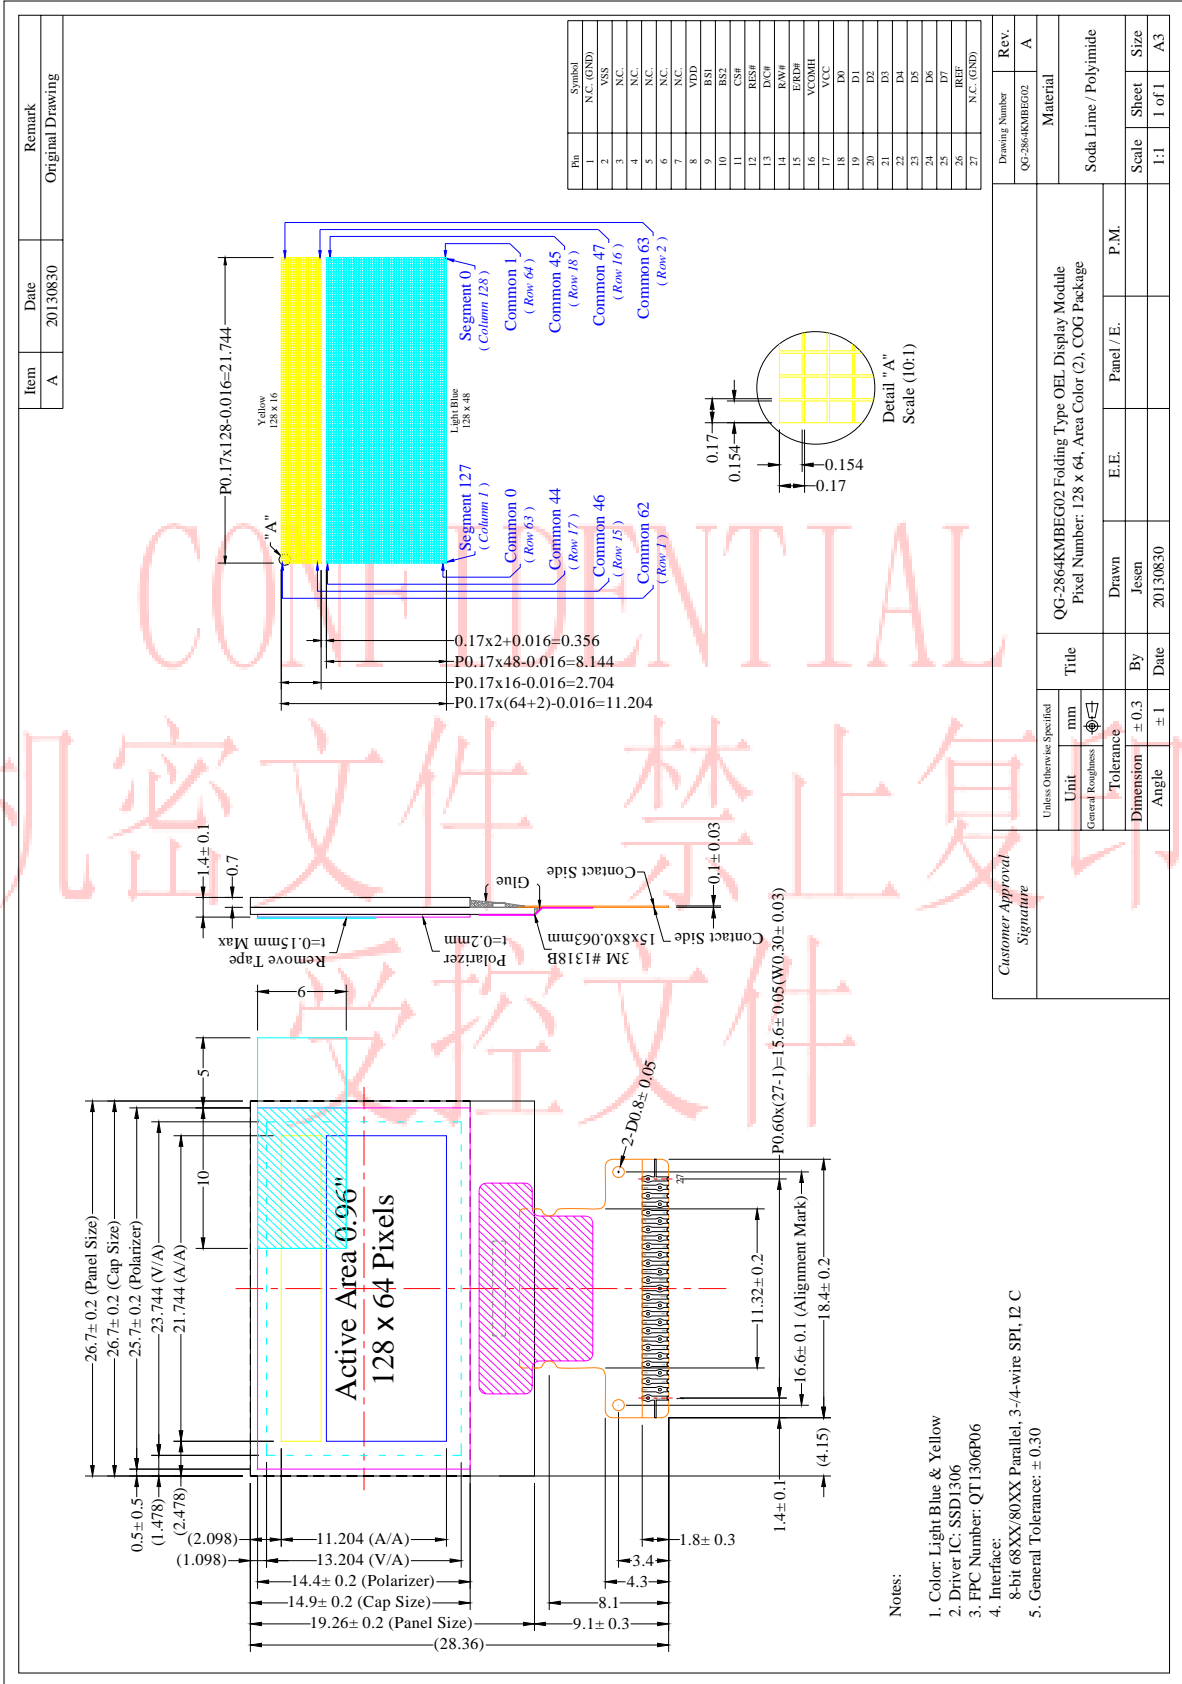 Item Date Remark
A 20130830 Original Drawing
P0.17x128-0.016=21.744
"A"
Yellow
128 x 16
Light Blue
128 x 48
Segment 127
( Column 1 )
Segment 0
( Column 128 )
Common 0
( Row 63 )
Common 1
( Row 64 )
Common 44
( Row 17 )
Common 45
( Row 18 )
Common 46
( Row 15 )
Common 47
( Row 16 )
Common 62
( Row 1 )
Common 63
( Row 2 )
0.17x2+0.016=0.356
P0.17x48-0.016=8.144
P0.17x16-0.016=2.704
P0.17x(64+2)-0.016=11.204
0.17
0.154
0.154
0.17
Detail "A"
Scale (10:1)
Pin Symbol
1 N.C. (GND)
2 VSS
3 N.C.
4 N.C.
5 N.C.
6 N.C.
7 N.C.
8 VDD
9 BS1
10 BS2
11 CS#
12 RES#
13 D/C#
14 R/W#
15 E/RD#
16 VCOMH
17 VCC
18 D0
19 D1
20 D2
21 D3
22 D4
23 D5
24 D6
25 D7
26 IREF
27 N.C. (GND)
CONFIDENTIAL
机密文件 禁止复印
受控文件
1.4± 0.1
0.7
Remove Tape
t=0.15mm Max
Polarizer
t=0.2mm
3M #1318B
15x8x0.063mm
Glue
Contact Side
Contact Side
0.1± 0.03
26.7± 0.2 (Panel Size)
26.7± 0.2 (Cap Size)
25.7± 0.2 (Polarizer)
23.744 (V/A)
21.744 (A/A)
10
5
9
0.5± 0.5
(1.478)
(2.478)
Active Area 0.96"
128 x 64 Pixels
(2.098)
(1.098)
11.204 (A/A)
13.204 (V/A)
14.4± 0.2 (Polarizer)
14.9± 0.2 (Cap Size)
19.26± 0.2 (Panel Size)
(28.36)
9.1± 0.3
8.1
4.3
3.4
1.8± 0.3
2-D0.8± 0.05
27
11.32± 0.2
P0.60x(27-1)=15.6± 0.05(W0.30± 0.03)
16.6± 0.1 (Alignment Mark)
18.4± 0.2
1.4± 0.1
(4.15)
Notes:
1. Color: Light Blue & Yellow
2. Driver IC: SSD1306
3. FPC Number: QT1306P06
4. Interface:
8-bit 68XX/80XX Parallel, 3-/4-wire SPI, I2 C
5. General Tolerance: ± 0.30
Customer Approval
Signature
Unless Otherwise Specified
Unit mm
General Roughness
Tolerance
Dimension ± 0.3
Angle ± 1
Title
QG-2864KMBEG02 Folding Type OEL Display Module
Pixel Number: 128 x 64, Area Color (2), COG Package
Drawing Number Rev.
QG-2864KMBEG02 A
Material
Soda Lime / Polyimide
Drawn E.E. Panel / E. P.M.
By Jesen
Date 20130830
Scale Sheet Size
1:1 1 of 1 A3